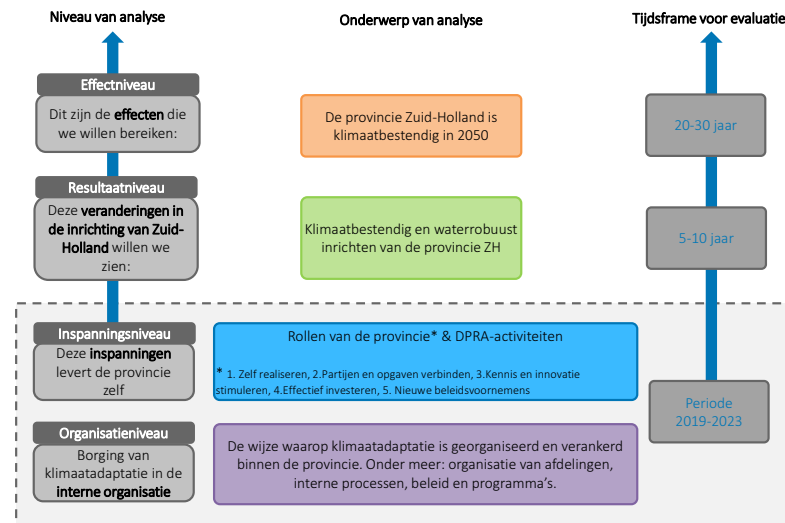 Niveau van analyse
Onderwerp van analyse
Tijdsframe voor evaluatie
Effectniveau
Dit zijn de effecten die
we willen bereiken:
De provincie Zuid-Holland is
klimaatbestendig in 2050
20-30 jaar
Resultaatniveau
Deze veranderingen in
de inrichting van Zuid-
Holland willen we
zien:
Klimaatbestendig en waterrobuust
inrichten van de provincie ZH
5-10 jaar
Inspanningsniveau
Deze inspanningen
levert de provincie
zelf
Rollen van de provincie* & DPRA-activiteiten
* 1. Zelf realiseren, 2.Partijen en opgaven verbinden, 3.Kennis en innovatie
stimuleren, 4.Effectief investeren, 5. Nieuwe beleidsvoornemens
Periode
2019-2023
Organisatieniveau
Borging van
klimaatadaptatie in de
interne organisatie
De wijze waarop klimaatadaptatie is georganiseerd en verankerd
binnen de provincie. Onder meer: organisatie van afdelingen,
interne processen, beleid en programma's.